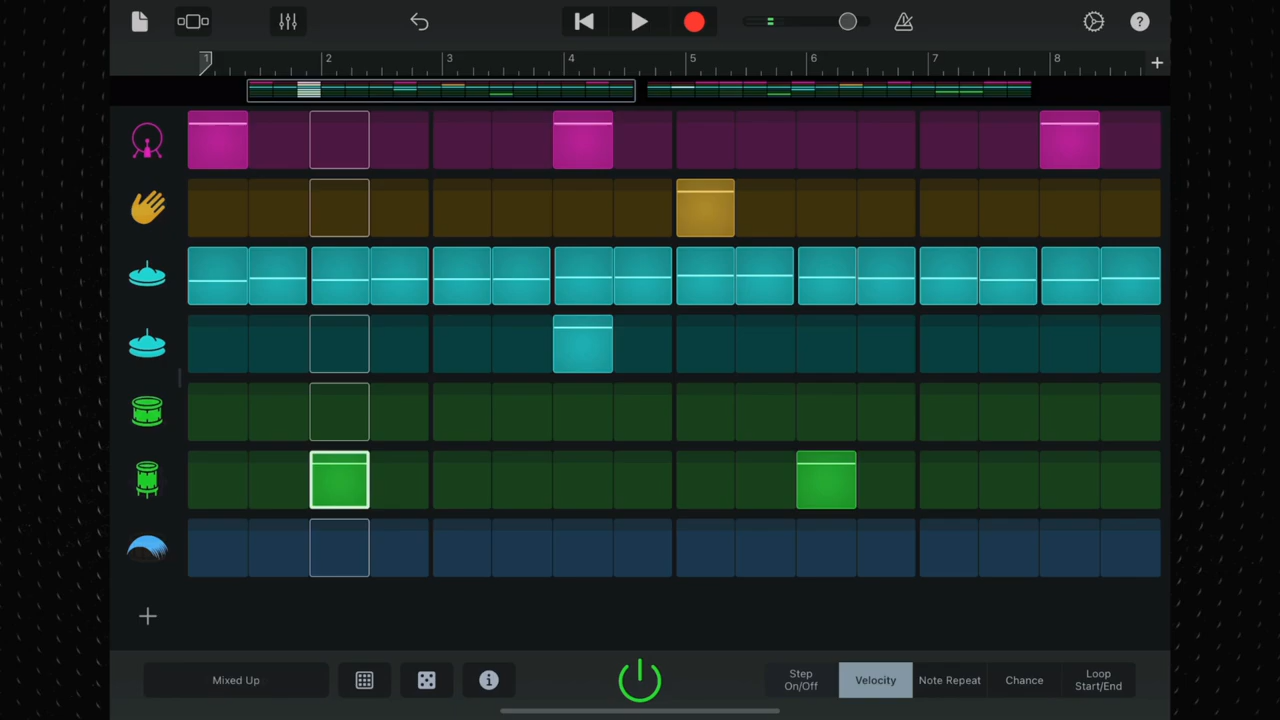 1 2 3 4 5 6 7 8 +
Mixed Up
Step
On/Off
Velocity
Note Repeat
Chance
Loop
Start/End